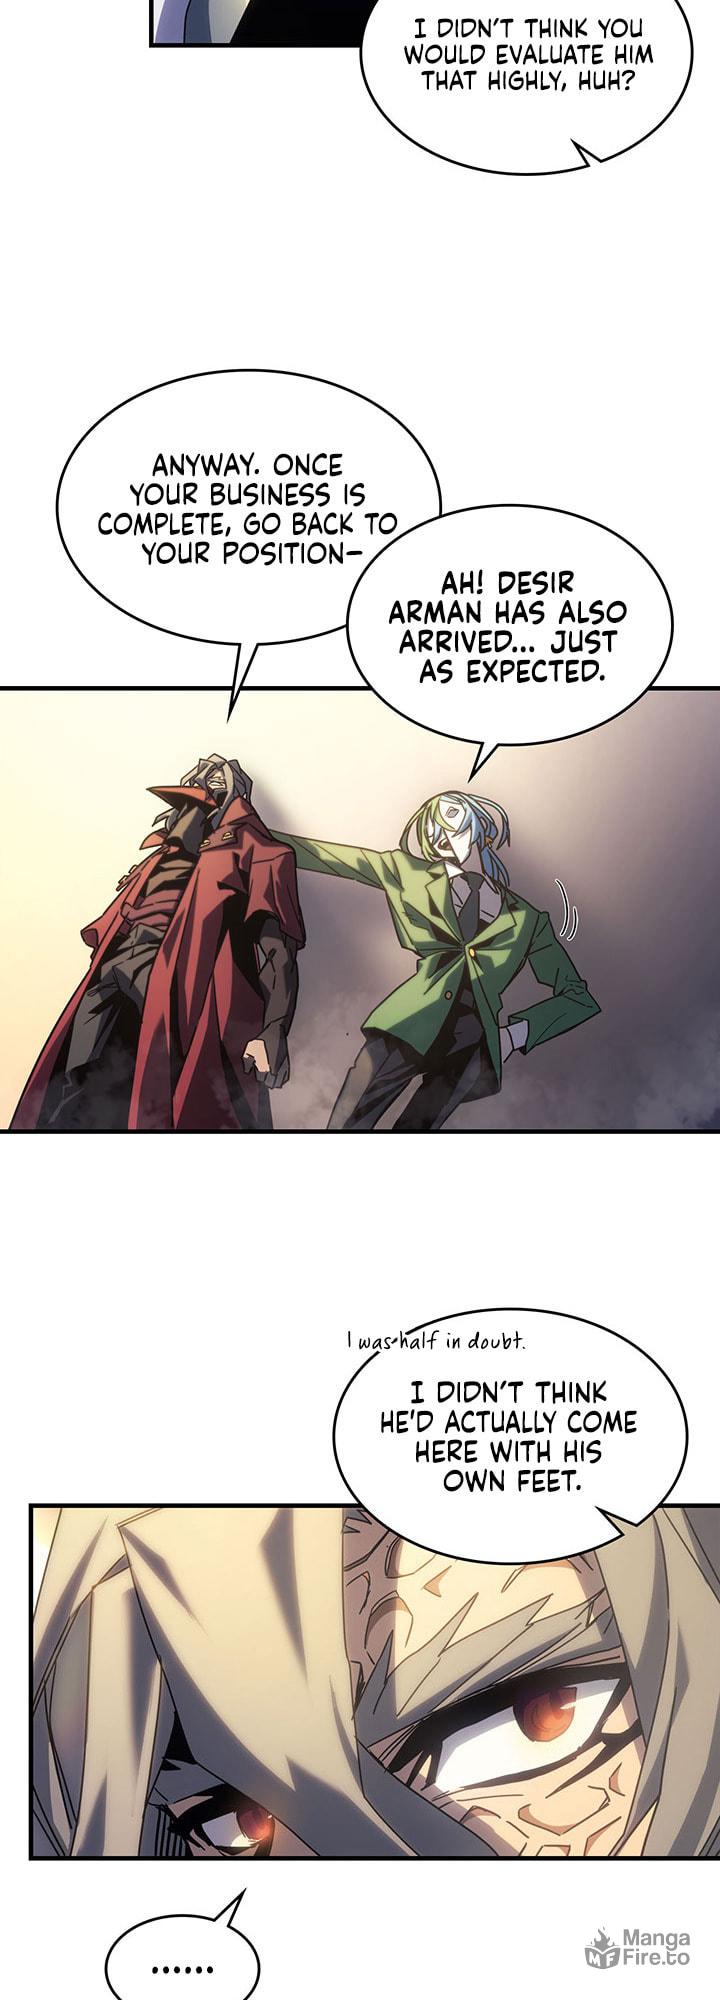 I DIDN'T THINK YOU
WOULD EVALUATE HIM
THAT HIGHLY, HUH?
ANYWAY. ONCE
YOUR BUSINESS IS
COMPLETE, GO BACK TO
YOUR POSITION–
AH! DESIR
ARMAN HAS ALSO
ARRIVED... JUST
AS EXPECTED.
I was half in doubt.
I DIDN'T THINK
HE'D ACTUALLY COME
HERE WITH HIS
OWN FEET.
......
Manga
Fire.to
MF